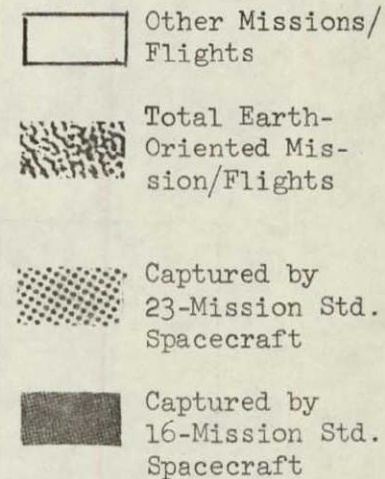 Other Missions/
Flights
Total Earth-
Oriented Mis-
sion/Flights
Captured by
23-Mission Std.
Spacecraft
Captured by
16-Mission Std.
Spacecraft